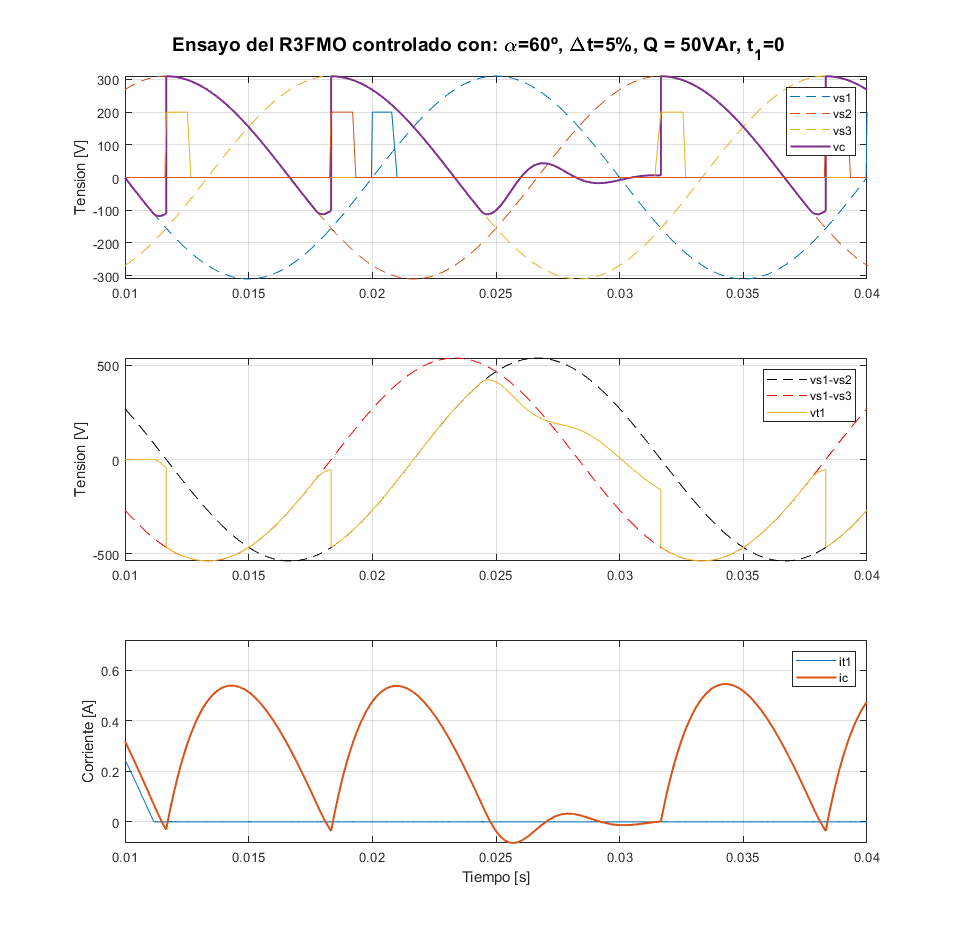 Ensayo del R3FMO controlado con: α=60º, Δt=5%, Q = 50VAr, t1=0
300
200
100
0
-100
-200
-300
Tension [V]
vs1
vs2
vs3
vc
0.01 0.015 0.02 0.025 0.03 0.035 0.04
500
0
-500
Tension [V]
vs1-vs2
vs1-vs3
vt1
0.01 0.015 0.02 0.025 0.03 0.035 0.04
0.6
0.4
0.2
0
Corriente [A]
it1
ic
0.01 0.015 0.02 0.025 0.03 0.035 0.04
Tiempo [s]